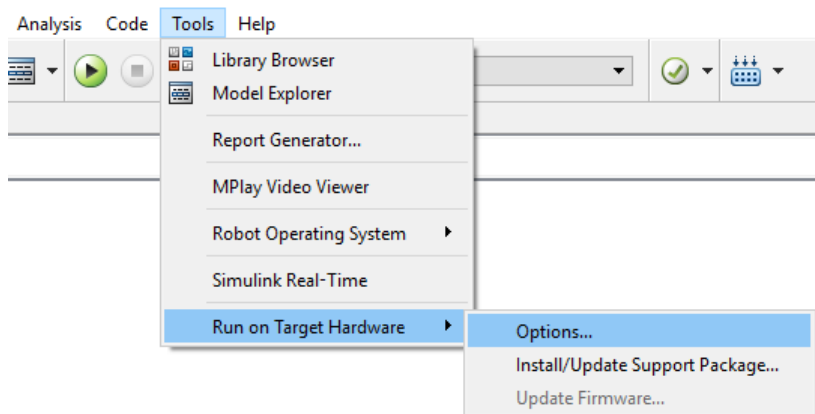 Analysis Code Tools Help
Library Browser
Model Explorer
Report Generator...
MPlay Video Viewer
Robot Operating System
Simulink Real-Time
Run on Target Hardware
Options...
Install/Update Support Package...
Update Firmware...